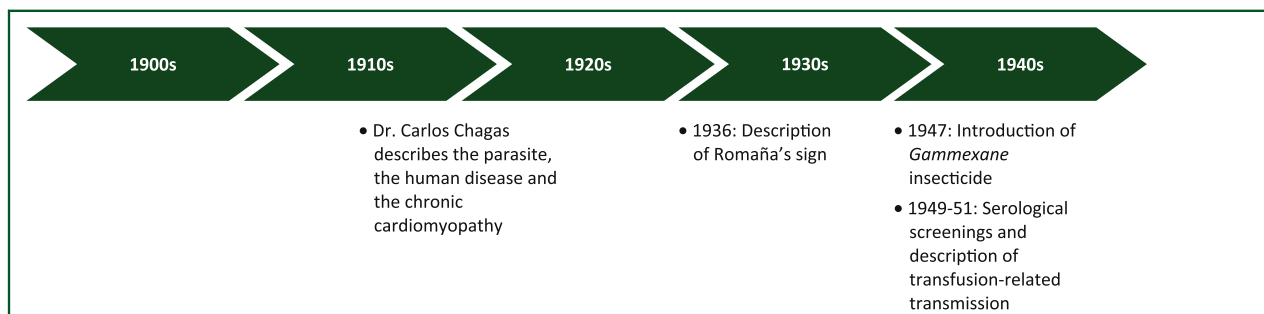 1900s
1910s
1920s
1930s
1940s
• Dr. Carlos Chagas
describes the parasite,
the human disease and
the chronic
cardiomyopathy
• 1936: Description
of Romaña's sign
• 1947: Introduction of
Gammexane
insecticide
• 1949-51: Serological
screenings and
description of
transfusion-related
transmission